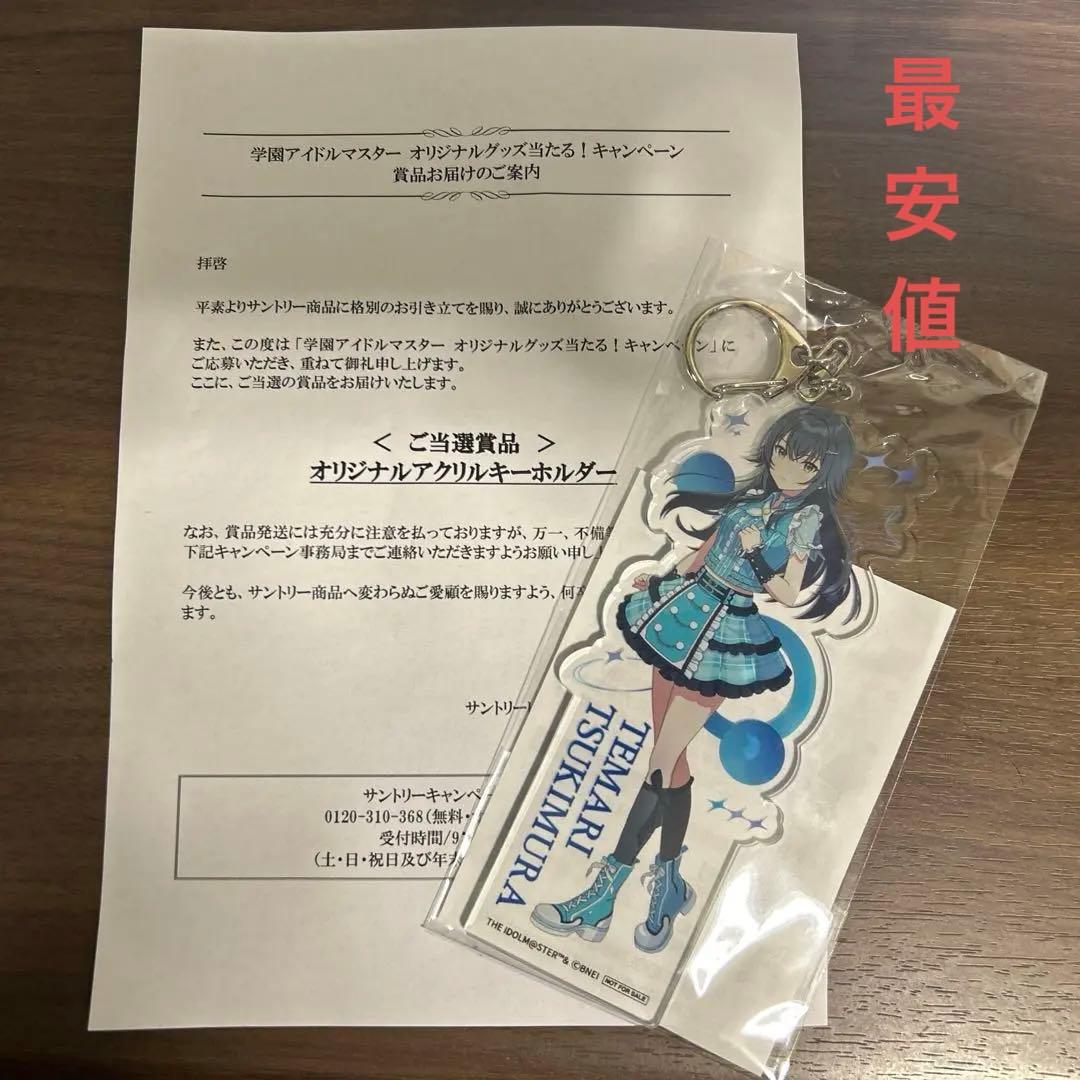 学園アイドルマスター オリジナルグッズ当たる！キャンペーン
賞品お届けのご案内
拝啓
平素よりサントリー商品に格別のお引き立てを賜り、誠にありがとうございます。
また、この度は「学園アイドルマスター オリジナルグッズ当たる！キャンペーン」に
ご応募いただき、重ねて御礼申し上げます。
ここに、ご当選の賞品をお届けいたします。
＜ ご当選賞品 ＞
オリジナルアクリルキーホルダー
なお、賞品発送には充分に注意を払っておりますが、万一、不備
下記キャンペーン事務局までご連絡いただきますようお願い申し
今後とも、サントリー商品へ変わらぬご愛顧を賜りますよう、何
ます。
サントリー
サントリーキャンペ
0120-310-368（無料・
受付時間/9
（土・日・祝日及び年末
最安値
TEMARI
TSUKIMURA
THE IDOLM@STER™& ©BNEI NOT FOR SALE